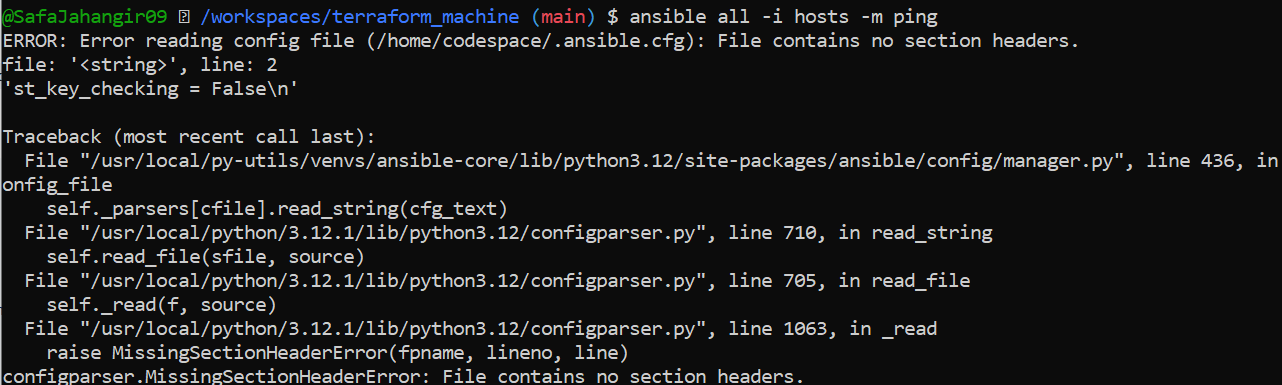 @SafaJahangir09 /workspaces/terraform_machine (main) $ ansible all -i hosts -m ping
ERROR: Error reading config file (/home/codespace/.ansible.cfg): File contains no section headers.
file: '<string>', line: 2
'st_key_checking = False\n'
Traceback (most recent call last):
File "/usr/local/py-utils/venvs/ansible-core/lib/python3.12/site-packages/ansible/config/manager.py", line 436, in
onfig_file
self._parsers[cfile].read_string(cfg_text)
File "/usr/local/python/3.12.1/lib/python3.12/configparser.py", line 710, in read_string
self.read_file(sfile, source)
File "/usr/local/python/3.12.1/lib/python3.12/configparser.py", line 705, in read_file
self._read(f, source)
File "/usr/local/python/3.12.1/lib/python3.12/configparser.py", line 1063, in _read
raise MissingSectionHeaderError(fpname, lineno, line)
configparser.MissingSectionHeaderError: File contains no section headers.